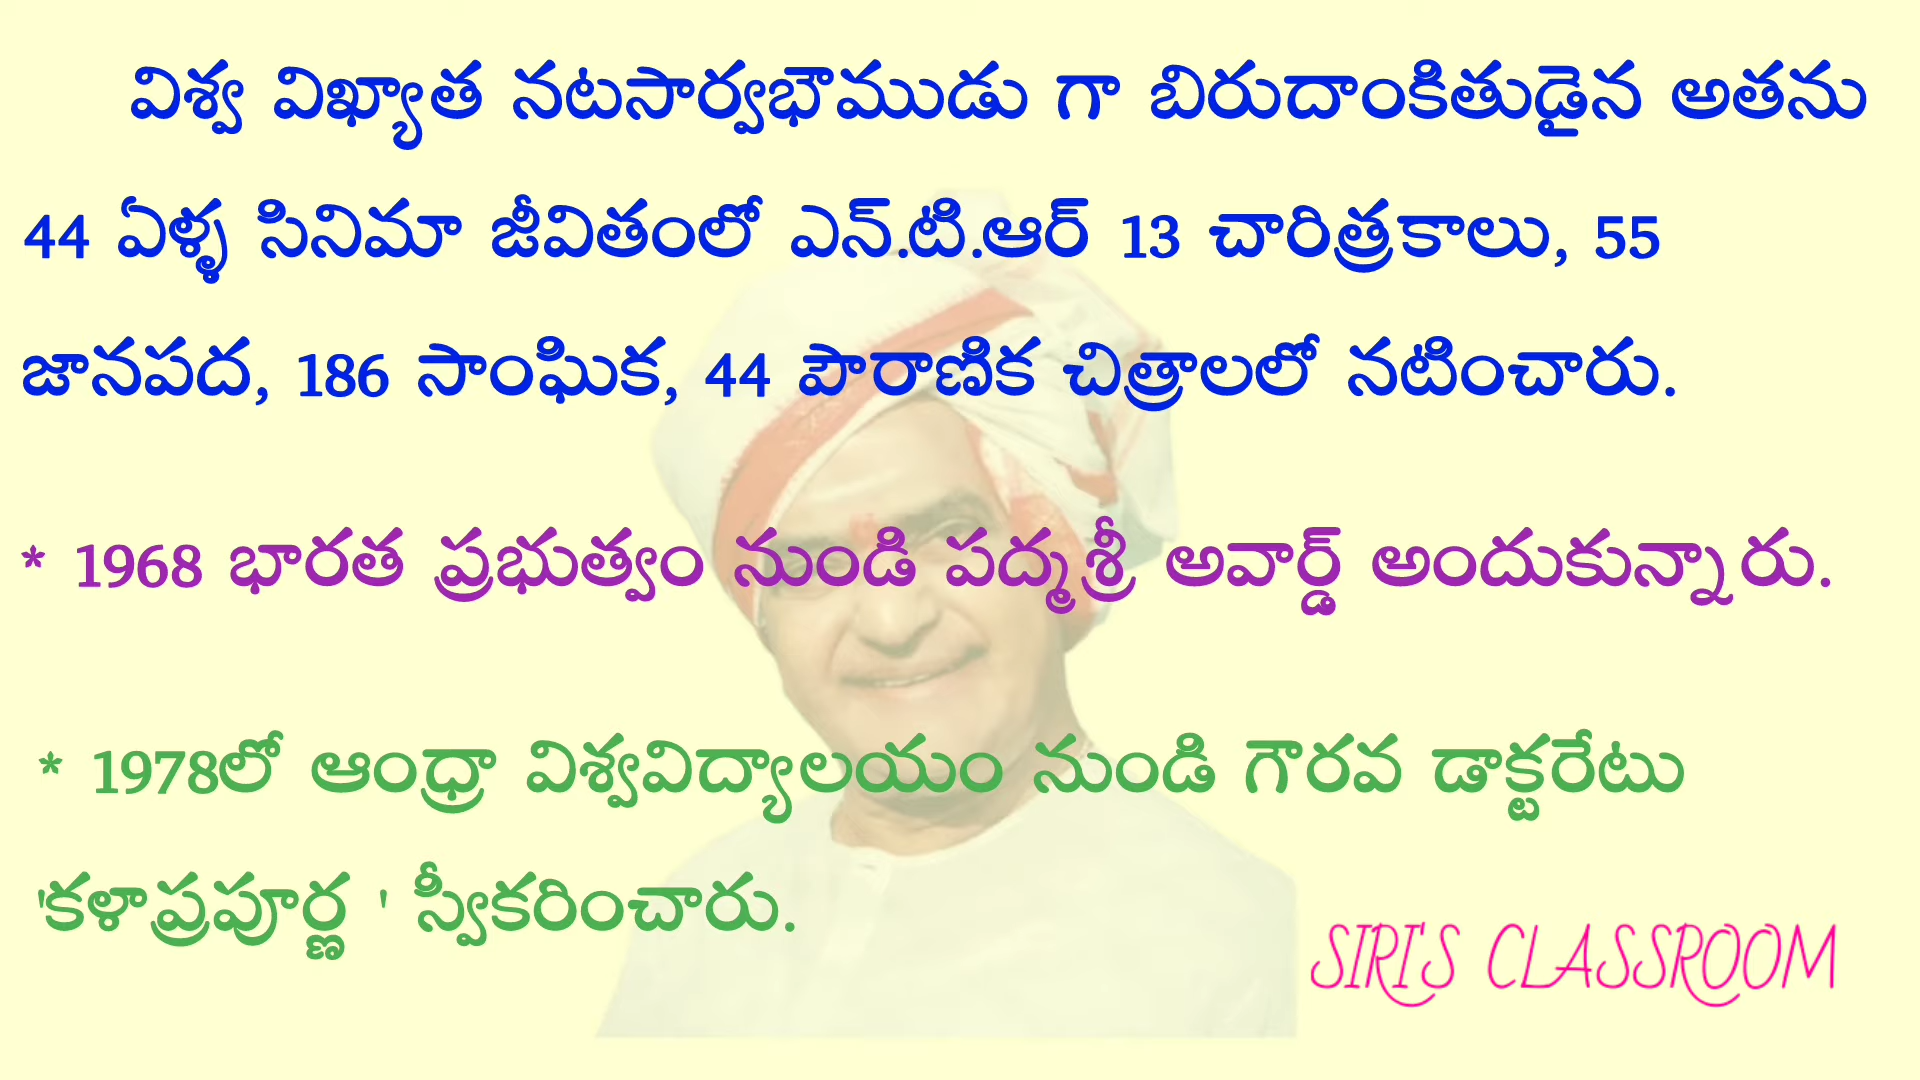 విశ్వ విఖ్యాత నటసార్వభౌముడు గా బిరుదాంకితుడైన అతను
44 ఏళ్ళ సినిమా జీవితంలో ఎన్.టి.ఆర్ 13 చారిత్రకాలు, 55
జానపద, 186 సాంఘిక, 44 పౌరాణిక చిత్రాలలో నటించారు.
* 1968 భారత ప్రభుత్వం నుండి పద్మశ్రీ అవార్డ్ అందుకున్నారు.
* 1978లో ఆంధ్రా విశ్వవిద్యాలయం నుండి గౌరవ డాక్టరేటు
'కళాప్రపూర్ణ ' స్వీకరించారు.
SIRI'S CLASSROOM